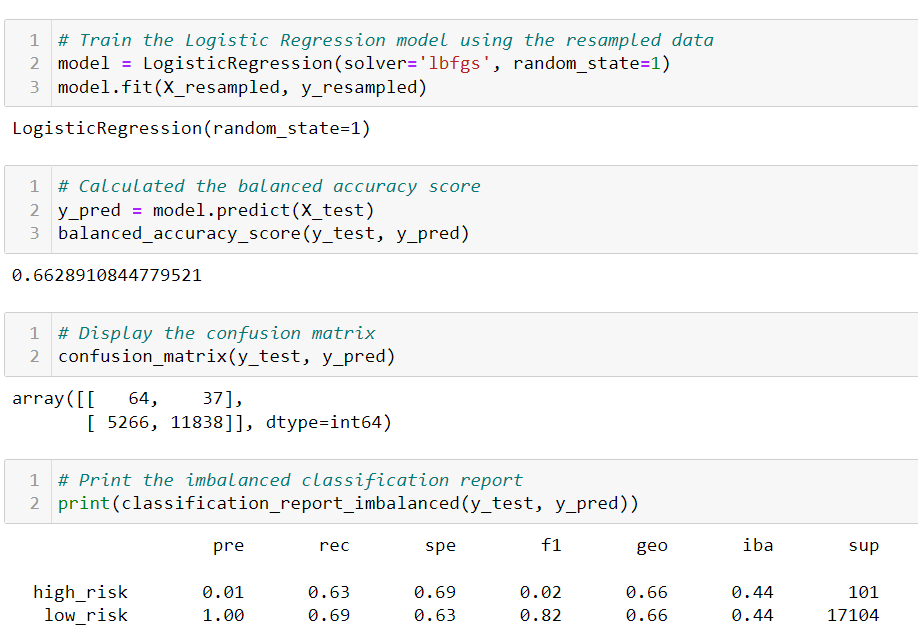 1 # Train the Logistic Regression model using the resampled data
2 model = LogisticRegression(solver='lbfgs', random_state=1)
3 model.fit(X_resampled, y_resampled)
LogisticRegression(random_state=1)
1 # Calculated the balanced accuracy score
2 y_pred = model.predict(X_test)
3 balanced_accuracy_score(y_test, y_pred)
0.6628910844779521
1 # Display the confusion matrix
2 confusion_matrix(y_test, y_pred)
array([[   64,    37],
       [ 5266, 11838]], dtype=int64)
1 # Print the imbalanced classification report
2 print(classification_report_imbalanced(y_test, y_pred))
pre rec spe f1 geo iba sup
high_risk 0.01 0.63 0.69 0.02 0.66 0.44 101
low_risk 1.00 0.69 0.63 0.82 0.66 0.44 17104